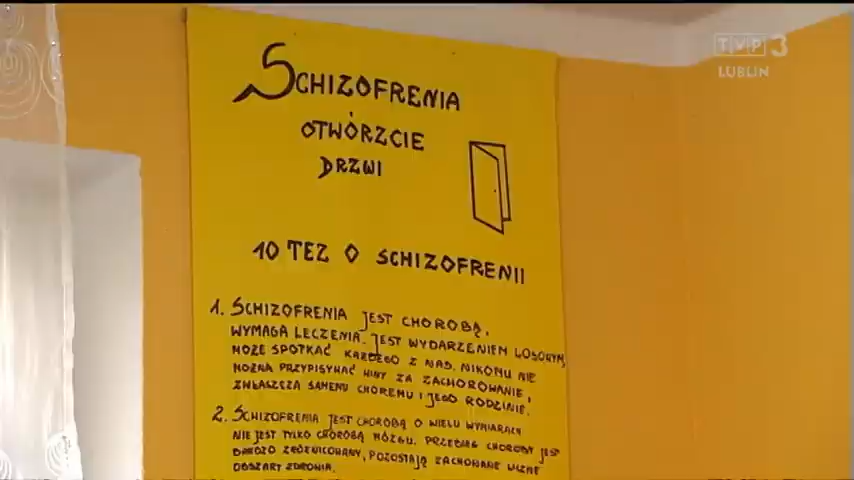 TVP3
LUBLIN
SCHIZOFRENIA
OTWÓRZCIE
DRZWI
10 TEZ O SCHIZOFRENII
1. SCHIZOFRENIA JEST CHOROBĄ,
WYMAGA LECZENIA. JEST WYDARZENIEM LOSOWYM,
MOŻE SPOTKAĆ KAŻDEGO Z NAS. NIKOMU NIE
MOŻNA PRZYPISYWAĆ WINY ZA ZACHOROWANIE,
ZWŁASZCZA SAMEMU CHOREMU I JEGO RODZINIE.
2. SCHIZOFRENIA JEST CHOROBĄ O WIELU WYMIARACH
NIE JEST TYLKO CHOROBĄ MÓZGU. PRZEBIEG CHOROBY JEST
BARDZO ZRÓŻNICOWANY, POZOSTAJĄ ZACHOWANE LICZNE
OBSZARY ZDROWIA.